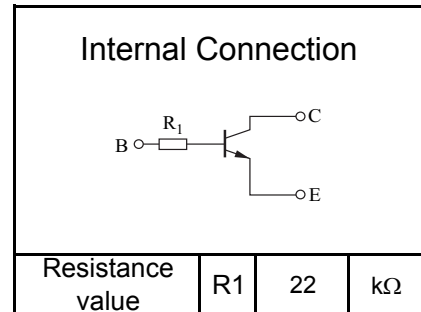 Internal Connection
R1
C
B
E
Resistance value R1 22 kΩ